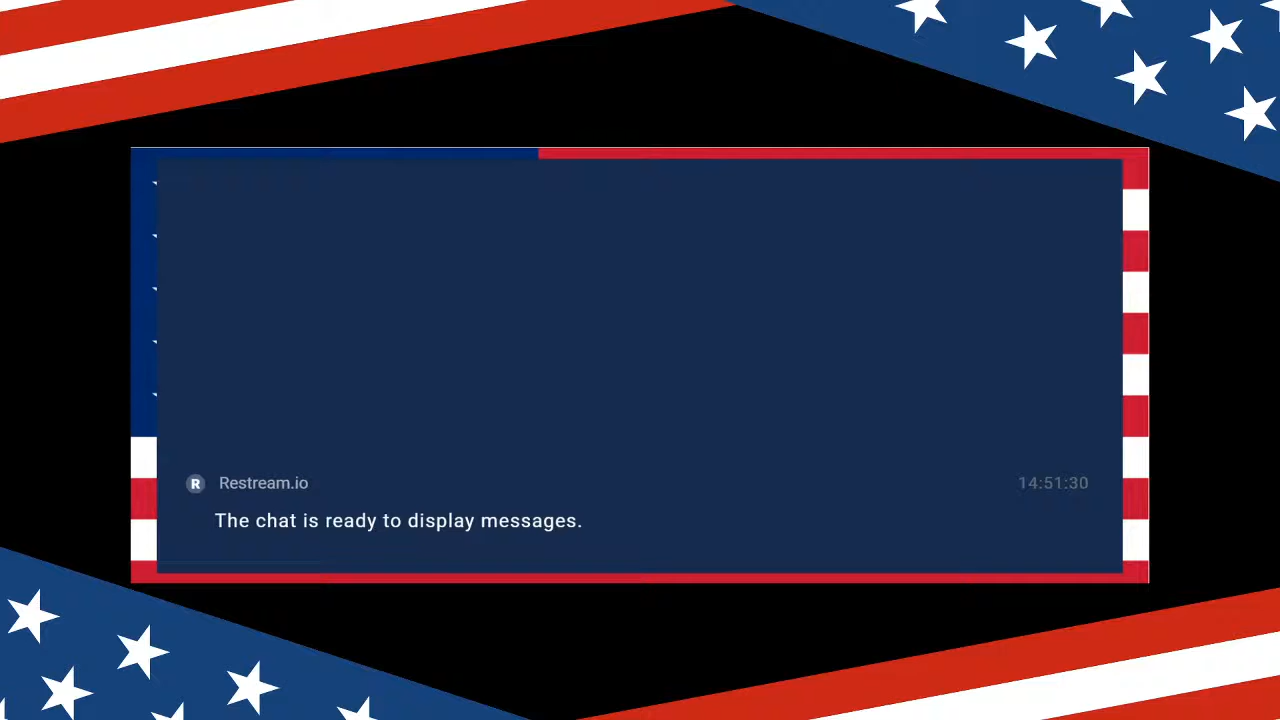 R Restream.io 14:51:30
The chat is ready to display messages.